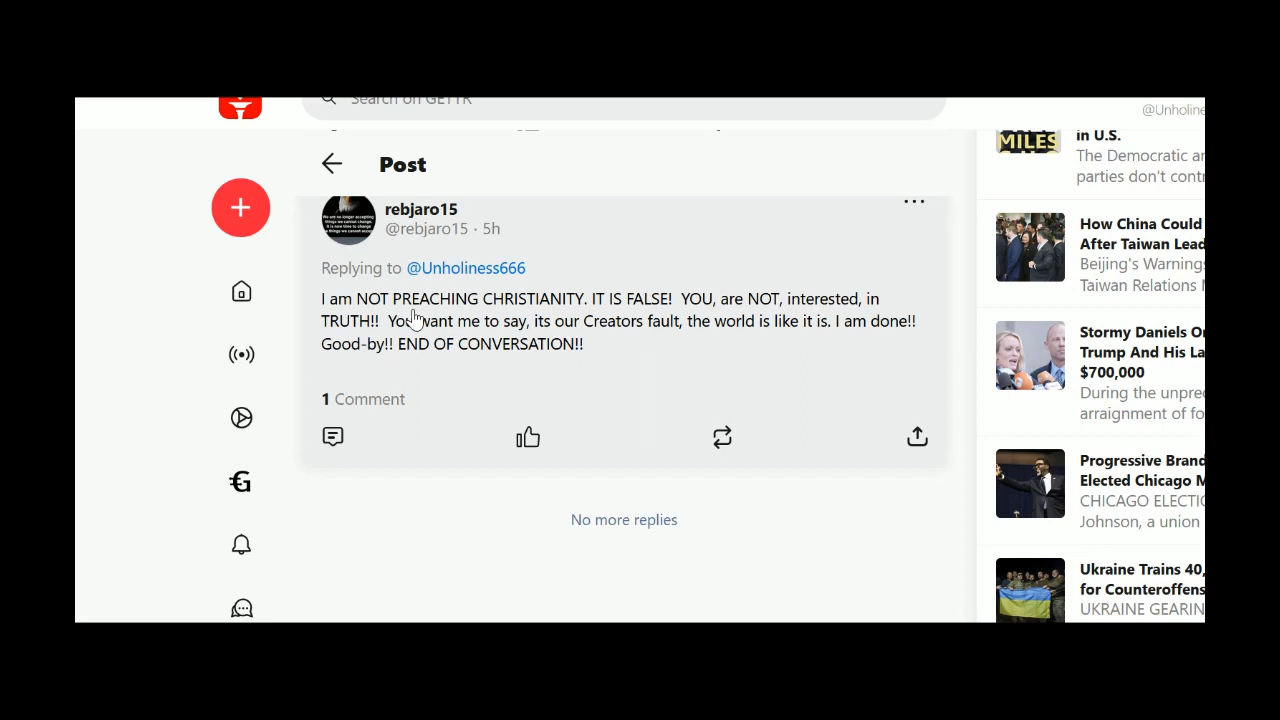 Search on GETTR
@Unholine
Post
rebjaro15
@rebjaro15 · 5h
Replying to @Unholiness666
I am NOT PREACHING CHRISTIANITY. IT IS FALSE!  YOU, are NOT, interested, in
TRUTH!!  You want me to say, its our Creators fault, the world is like it is. I am done!!
Good-by!! END OF CONVERSATION!!
1 Comment
No more replies
MILES
in U.S.
The Democratic ar
parties don't contr
How China Could
After Taiwan Lead
Beijing's Warning
Taiwan Relations
Stormy Daniels O
Trump And His La
$700,000
During the unpre
arraignment of fo
Progressive Brand
Elected Chicago M
CHICAGO ELECTIO
Johnson, a union
Ukraine Trains 40,
for Counteroffens
UKRAINE GEARIN